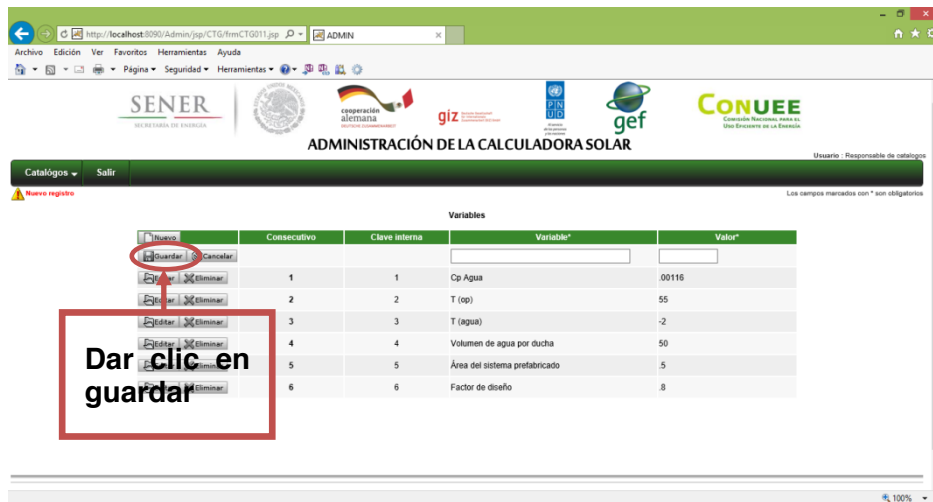 http://localhost:8090/Admin/jsp/CTG/frmCTG011.jsp
ADMIN
Archivo Edición Ver Favoritos Herramientas Ayuda
Página Seguridad Herramientas
SENER
SECRETARÍA DE ENERGÍA
cooperación
alemana
DEUTSCHE ZUSAMMENARBEIT
giz
PNUD
gef
CONUEE
COMISIÓN NACIONAL PARA EL
USO EFICIENTE DE LA ENERGÍA
ADMINISTRACIÓN DE LA CALCULADORA SOLAR
Usuario : Responsable de catalogos
Catalógos Salir
Nuevo registro
Los campos marcados con * son obligatorios
Variables
Nuevo Consecutivo Clave interna Variable* Valor*
Guardar Cancelar
Editar Eliminar 1 1 Cp Agua .00116
Editar Eliminar 2 2 T (op) 55
Editar Eliminar 3 3 T (agua) -2
Editar Eliminar 4 4 Volumen de agua por ducha 50
Eliminar 5 5 Área del sistema prefabricado .5
Eliminar 6 6 Factor de diseño .8
Dar clic en
guardar
100%